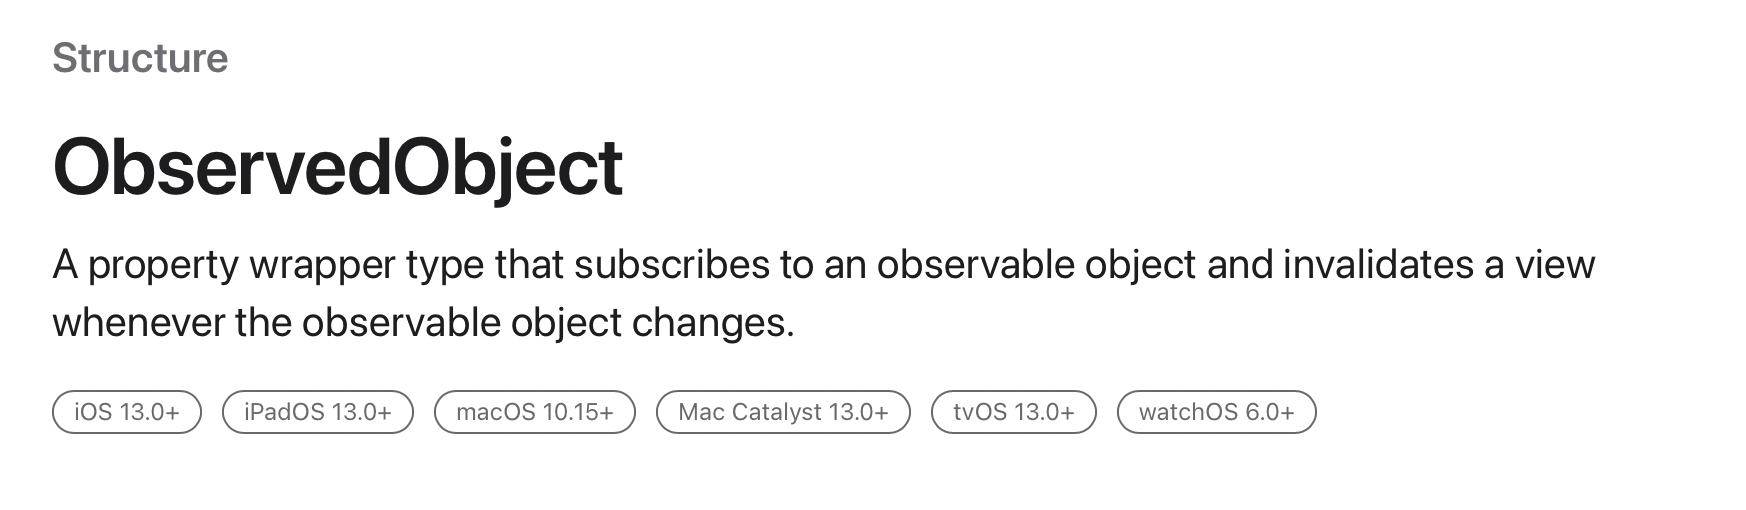 Structure
ObservedObject
A property wrapper type that subscribes to an observable object and invalidates a view
whenever the observable object changes.
iOS 13.0+ iPadOS 13.0+ macOS 10.15+ Mac Catalyst 13.0+ tvOS 13.0+ watchOS 6.0+